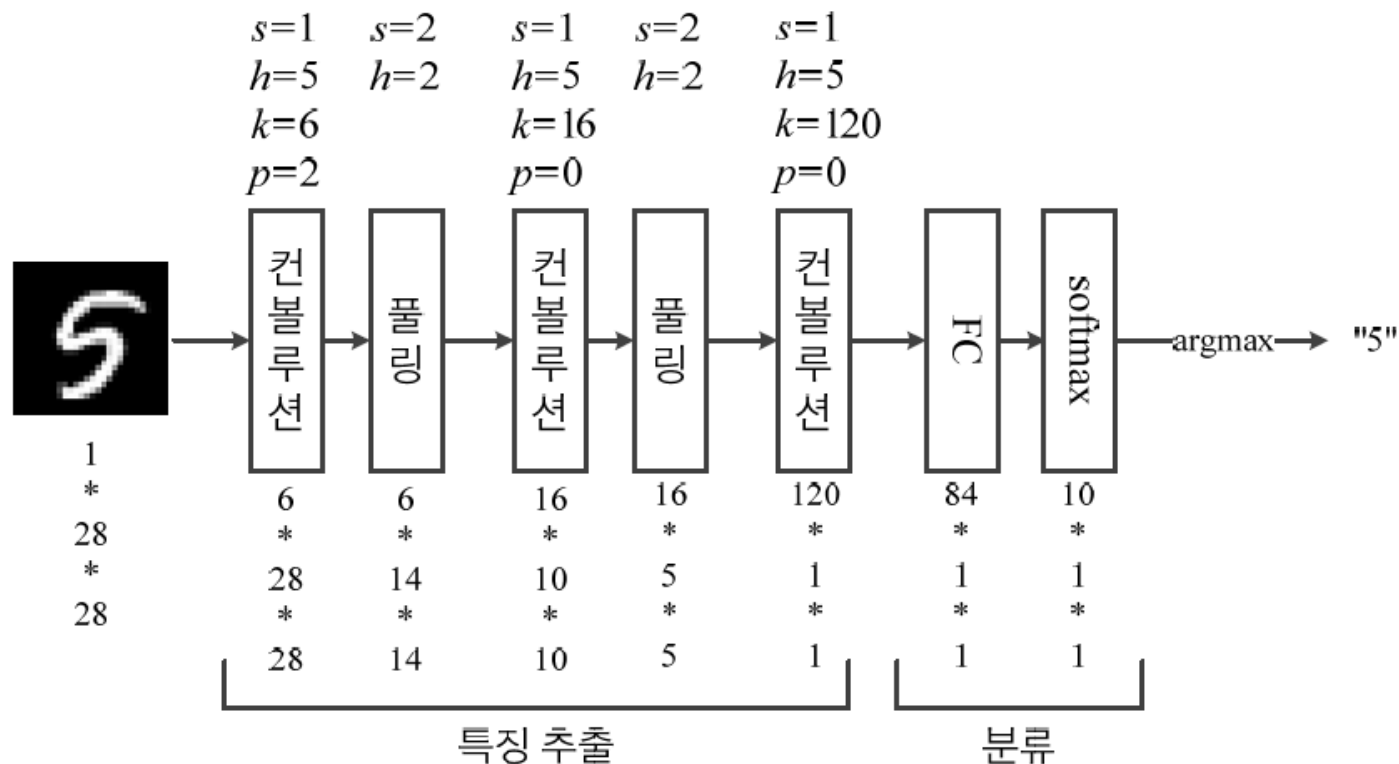 s=1 s=2 s=1 s=2 s=1
h=5 h=2 h=5 h=2 h=5
k=6 k=16 k=120
p=2 p=0 p=0
컨볼루션
풀링
컨볼루션
풀링
컨볼루션
FC
softmax
argmax
"5"
1
*
28
*
28
6 6 16 16 120 84 10
* * * * * * *
28 14 10 5 1 1 1
* * * * * * *
28 14 10 5 1 1 1
특징 추출 분류